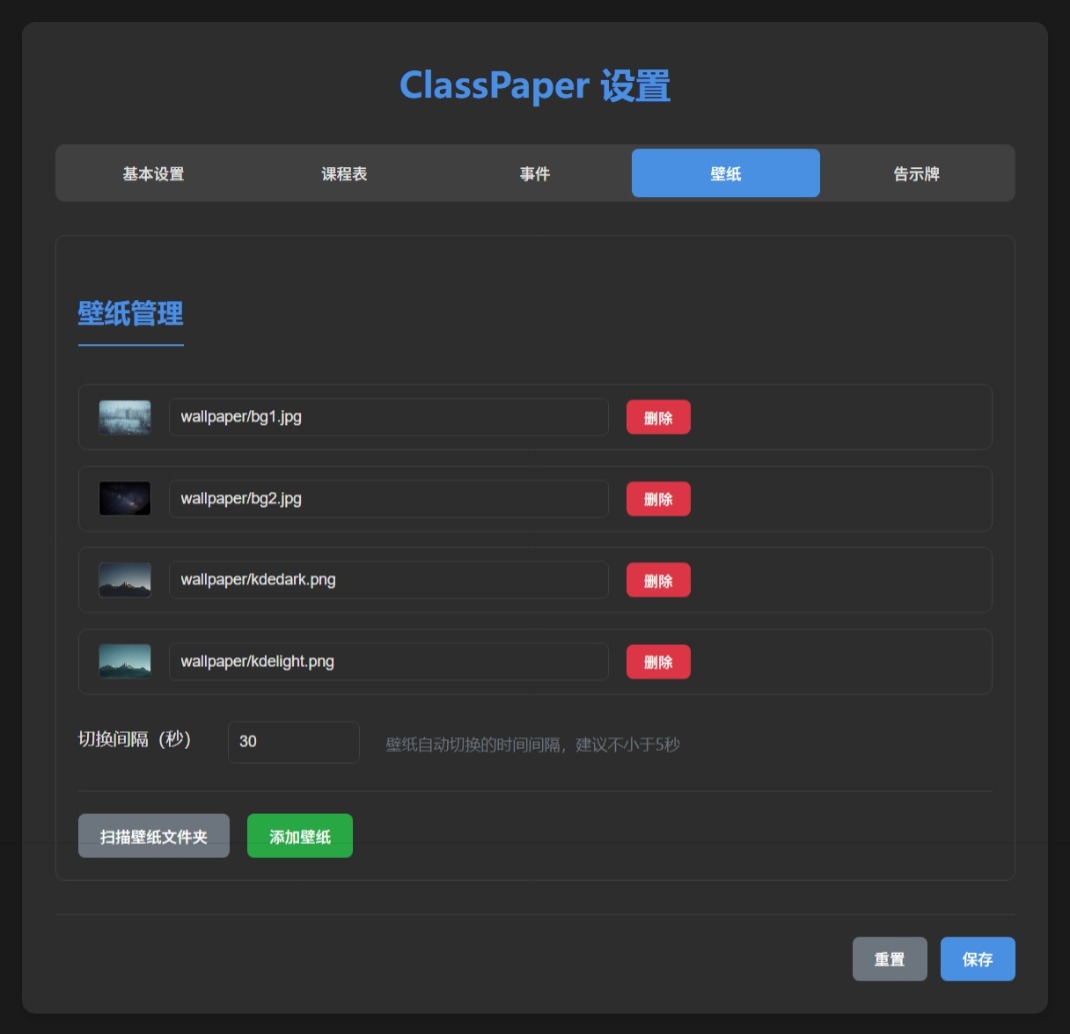 ClassPaper 设置
基本设置 课程表 事件 壁纸 告示牌
壁纸管理
wallpaper/bg1.jpg 删除
wallpaper/bg2.jpg 删除
wallpaper/kdedark.png 删除
wallpaper/kdelight.png 删除
切换间隔（秒） 30 壁纸自动切换的时间间隔，建议不小于5秒
扫描壁纸文件夹 添加壁纸
重置 保存